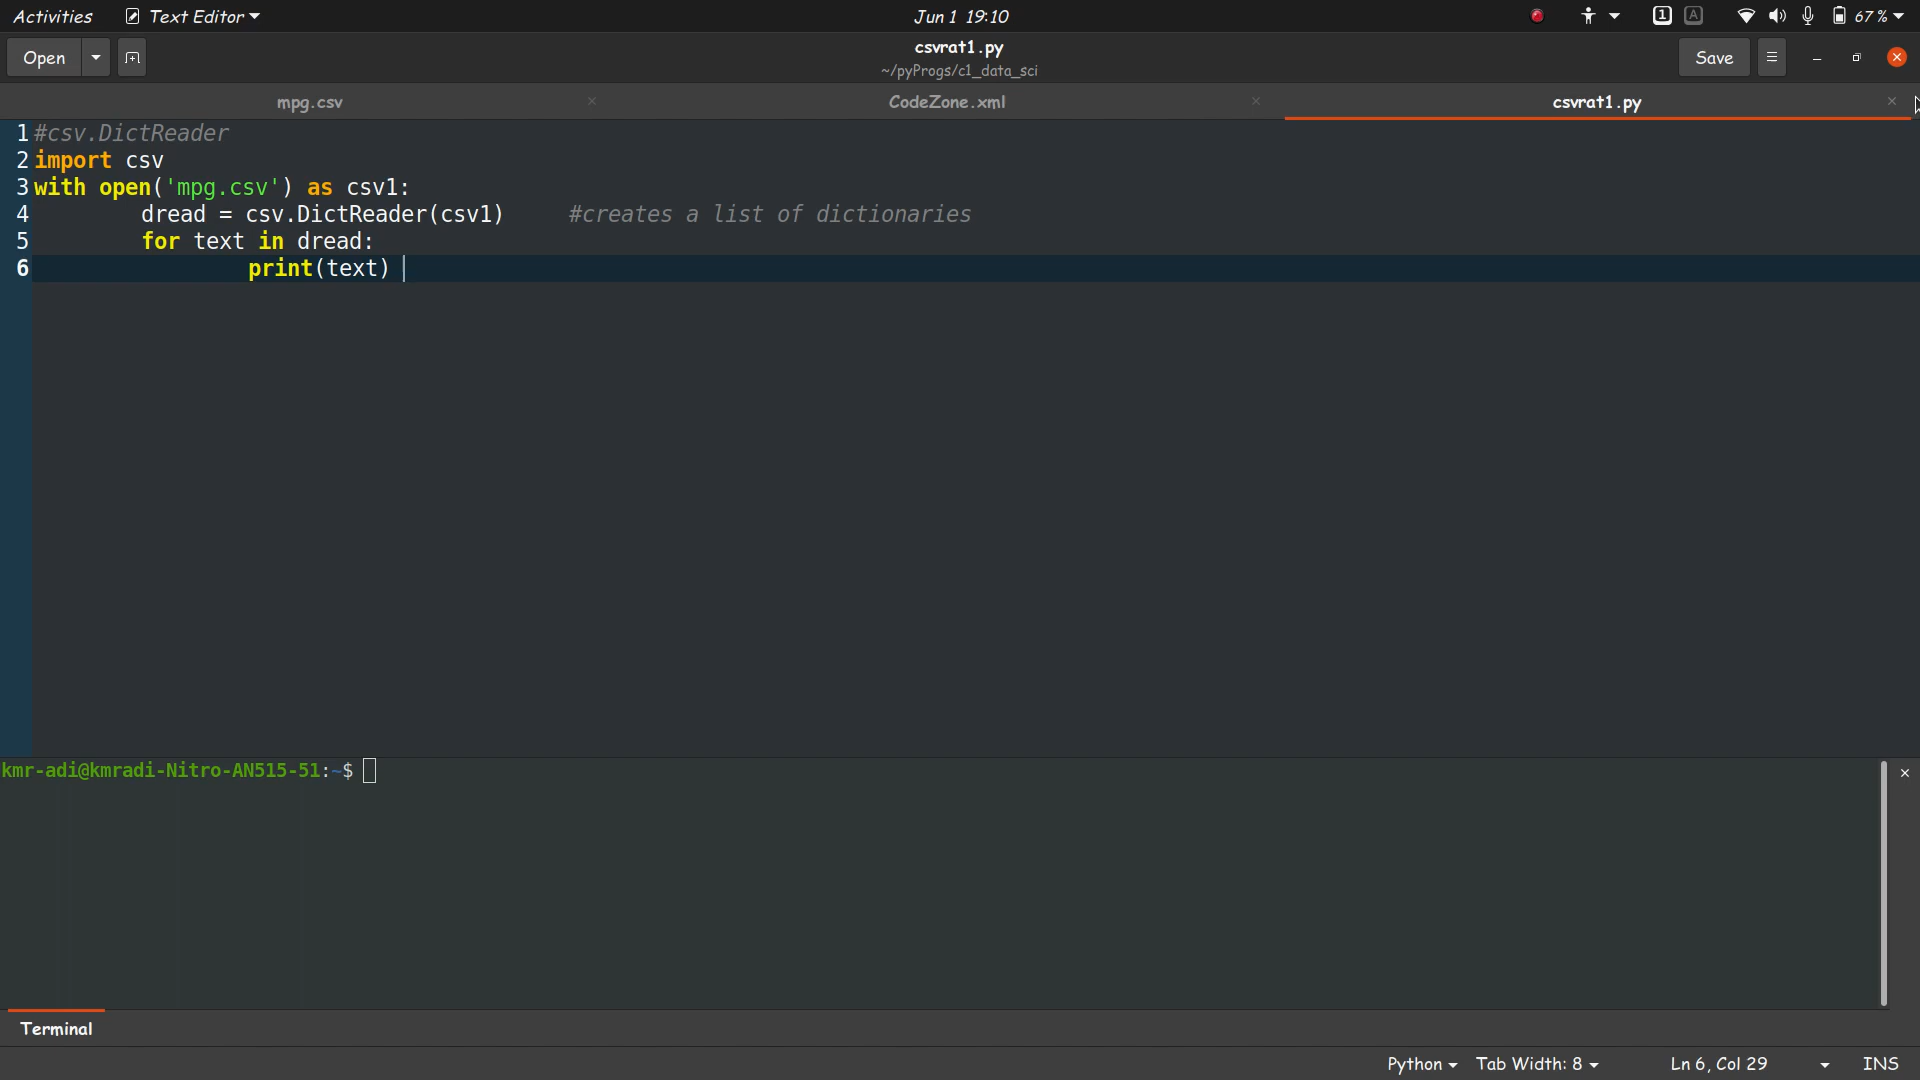 Activities Text Editor Jun 1 19:10 1 A 67 %
Open csvrat1.py Save
~/pyProgs/c1_data_sci
mpg.csv CodeZone.xml csvrat1.py
1 #csv.DictReader
2 import csv
3 with open('mpg.csv') as csv1:
4 dread = csv.DictReader(csv1) #creates a list of dictionaries
5 for text in dread:
6 print(text)
kmr-adi@kmradi-Nitro-AN515-51:~$
Terminal
Python Tab Width: 8 Ln 6, Col 29 INS